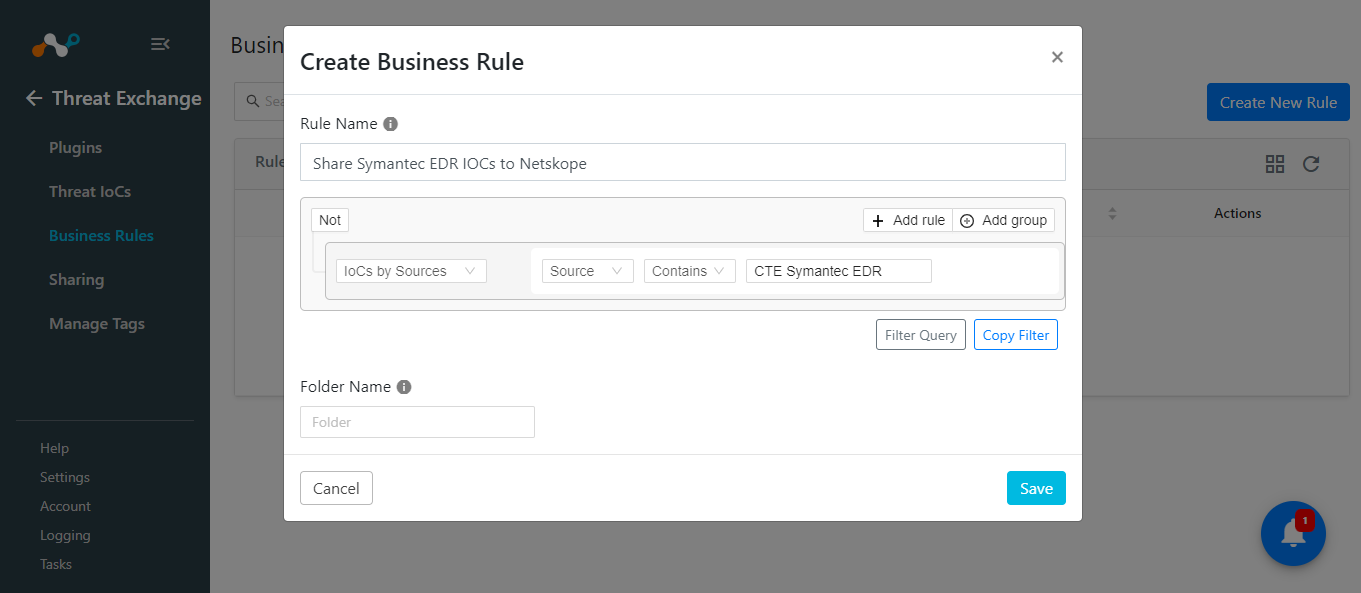 Threat Exchange
Plugins
Threat IoCs
Business Rules
Sharing
Manage Tags
Help
Settings
Account
Logging
Tasks
Busin
Sea
Create New Rule
Rule
Actions
Create Business Rule
Rule Name
Share Symantec EDR IOCs to Netskope
Not
Add rule
Add group
IoCs by Sources
Source
Contains
CTE Symantec EDR
Filter Query
Copy Filter
Folder Name
Folder
Cancel
Save
1